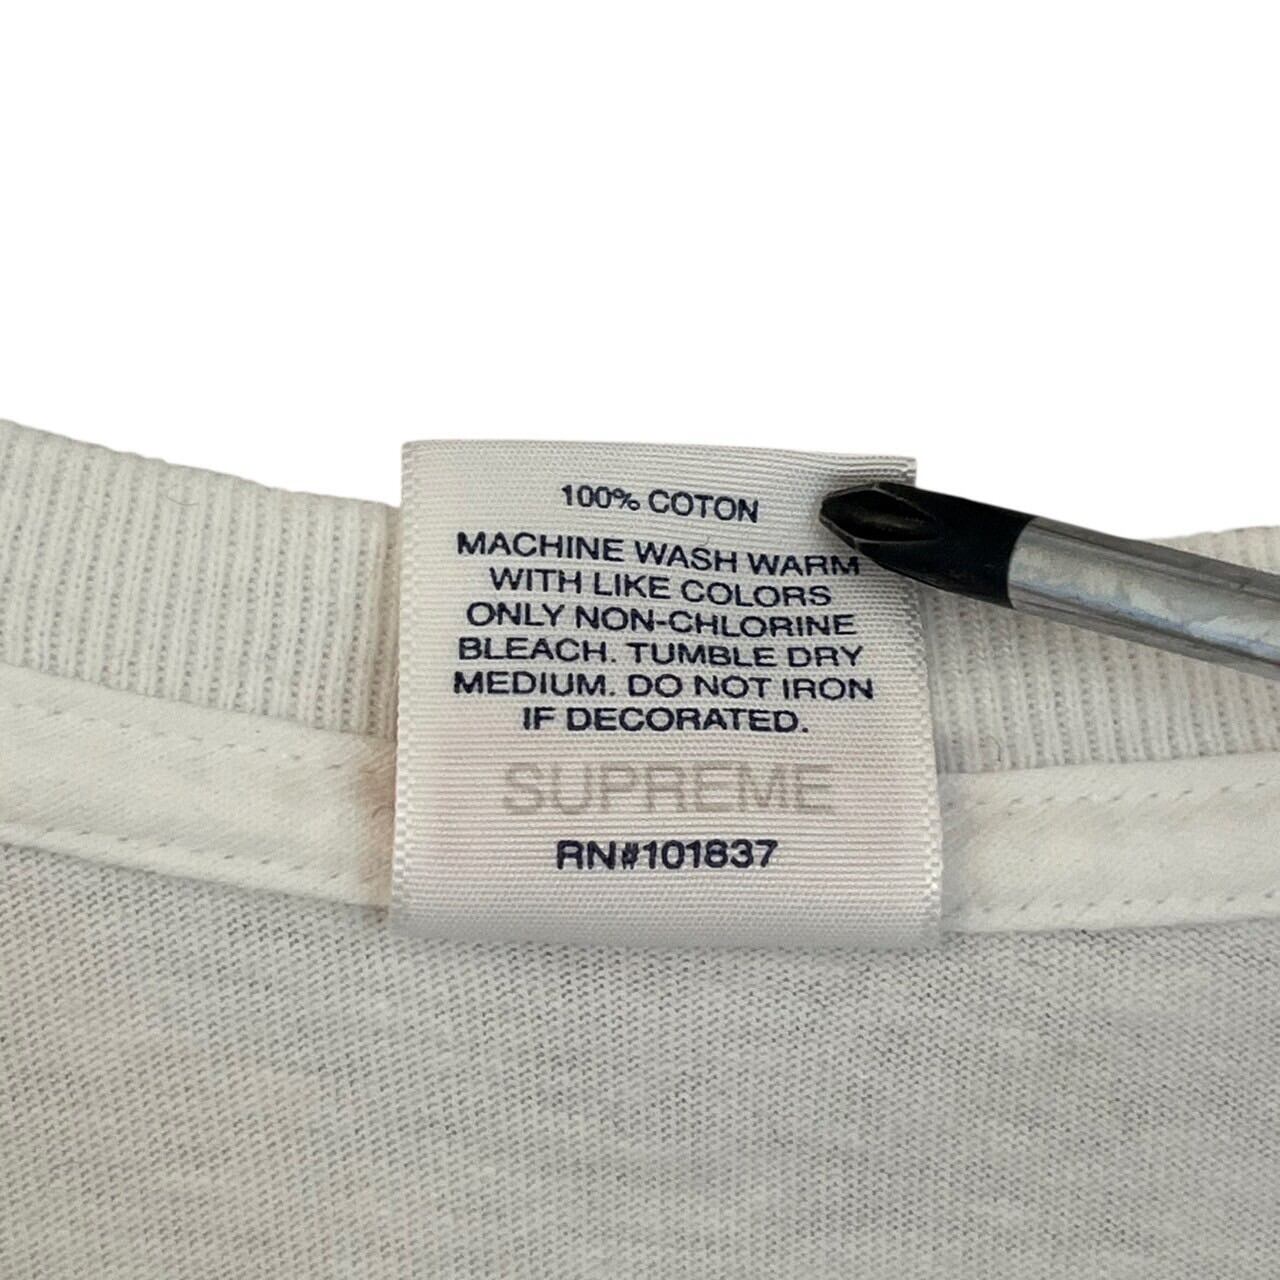 100% COTON
MACHINE WASH WARM
WITH LIKE COLORS
ONLY NON-CHLORINE
BLEACH. TUMBLE DRY
MEDIUM. DO NOT IRON
IF DECORATED.
SUPREME
RN#101837